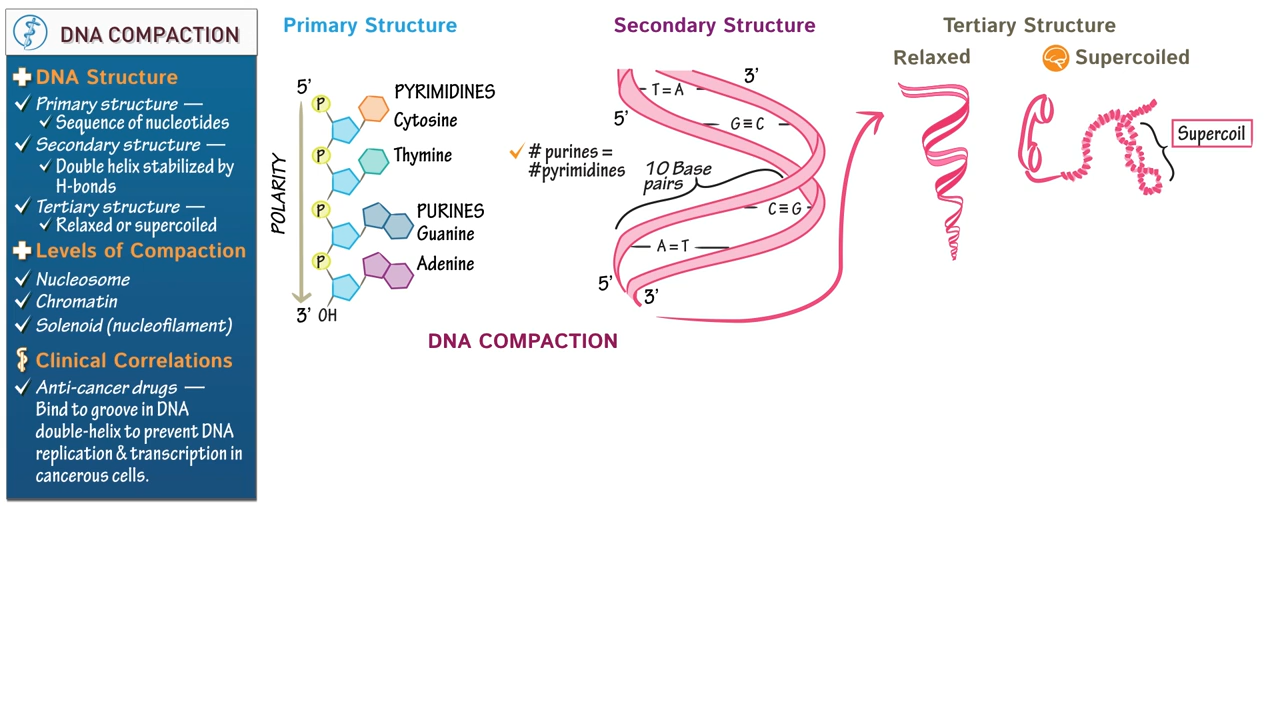 DNA COMPACTION
DNA Structure
Primary structure —
Sequence of nucleotides
Secondary structure —
Double helix stabilized by
H-bonds
Tertiary structure —
Relaxed or supercoiled
Levels of Compaction
Nucleosome
Chromatin
Solenoid (nucleofilament)
Clinical Correlations
Anti-cancer drugs —
Bind to groove in DNA
double-helix to prevent DNA
replication & transcription in
cancerous cells.
Primary Structure
5'
P
PYRIMIDINES
Cytosine
P
Thymine
POLARITY
P
PURINES
Guanine
P
Adenine
3' OH
# purines =
#pyrimidines
Secondary Structure
3'
T=A
5'
G≡C
10 Base
pairs
C≡G
A=T
5'
3'
DNA COMPACTION
Tertiary Structure
Relaxed
Supercoiled
Supercoil